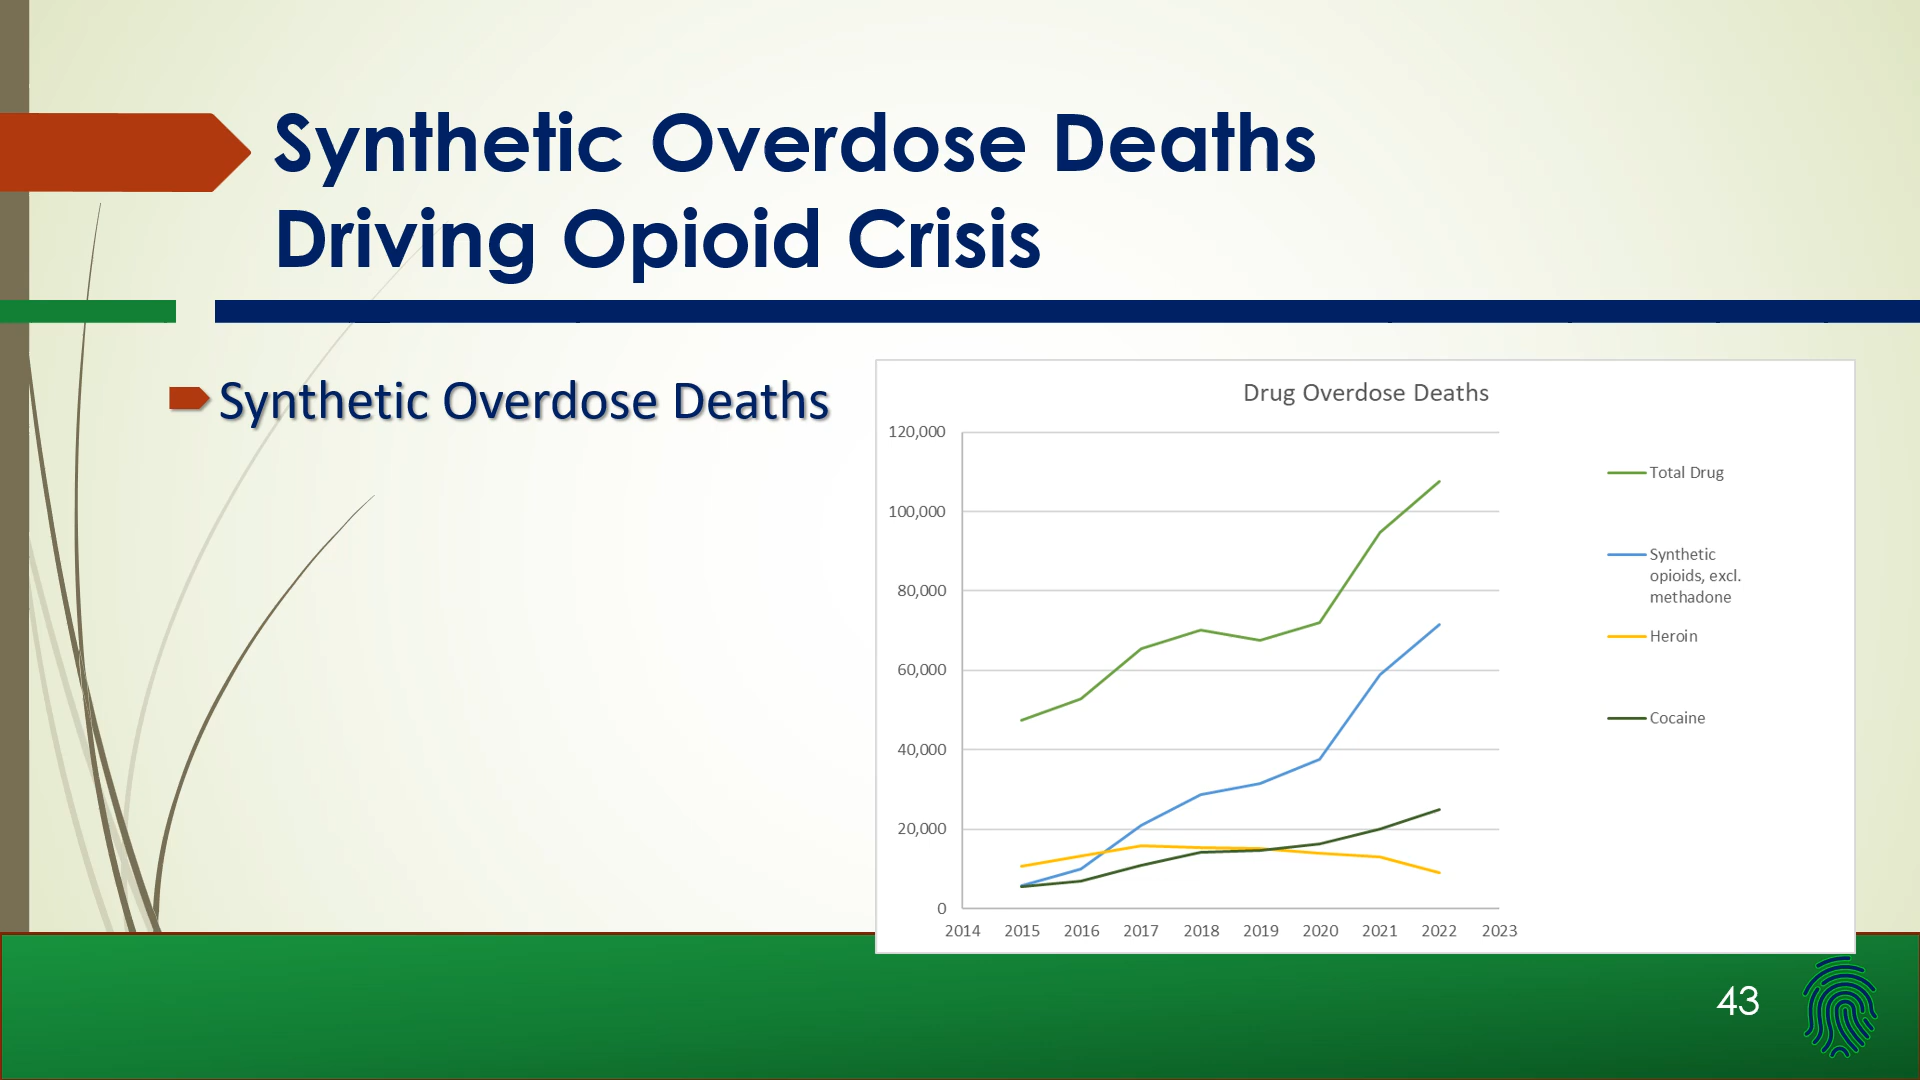 Synthetic Overdose Deaths
Driving Opioid Crisis
Synthetic Overdose Deaths
Drug Overdose Deaths
120,000
100,000
80,000
60,000
40,000
20,000
0
2014 2015 2016 2017 2018 2019 2020 2021 2022 2023
Total Drug
Synthetic
opioids, excl.
methadone
Heroin
Cocaine
43